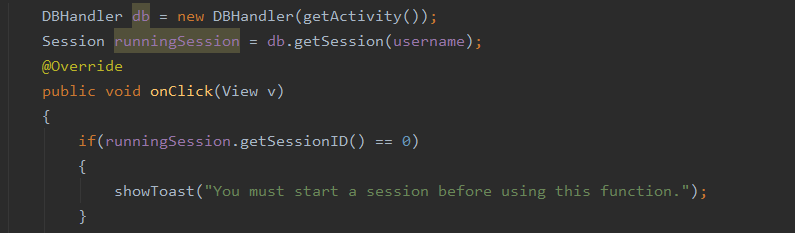 DBHandler db = new DBHandler(getActivity());
Session runningSession = db.getSession(username);
@Override
public void onClick(View v)
{
if(runningSession.getSessionID() == 0)
{
showToast("You must start a session before using this function.");
}